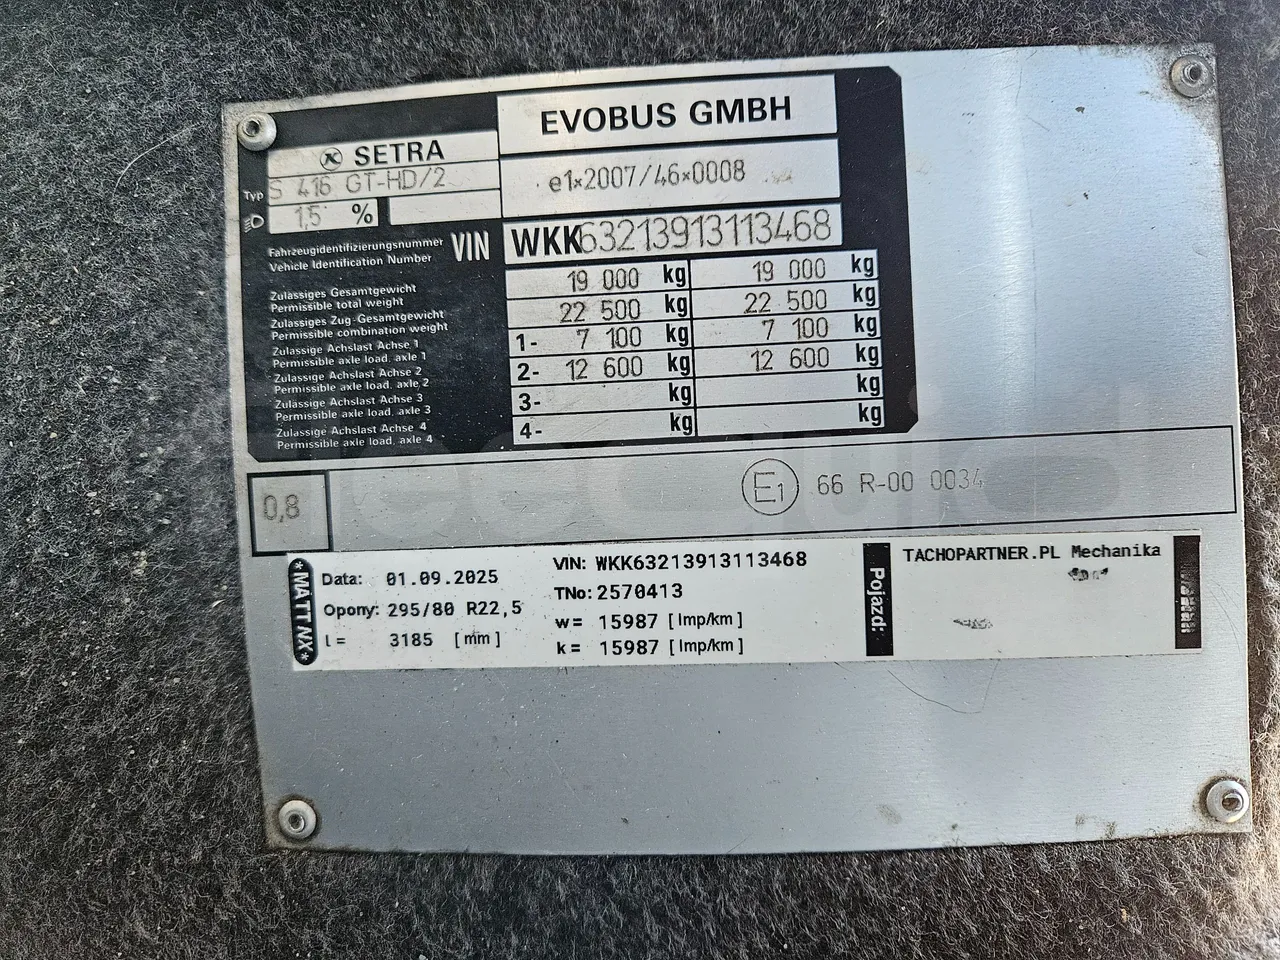 EVOBUS GMBH
SETRA
Typ S 416 GT-HD/2
e1*2007/46*0008
1,5 %
Fahrzeugidentifizierungsnummer
Vehicle Identification Number
VIN WKK63213913113468
Zulässiges Gesamtgewicht
Permissible total weight
19 000 kg 19 000 kg
Zulässiges Zug-Gesamtgewicht
Permissible combination weight
22 500 kg 22 500 kg
Zulässige Achslast Achse 1
Permissible axle load, axle 1
1- 7 100 kg 7 100 kg
Zulässige Achslast Achse 2
Permissible axle load, axle 2
2- 12 600 kg 12 600 kg
Zulässige Achslast Achse 3
Permissible axle load, axle 3
3- kg kg
Zulässige Achslast Achse 4
Permissible axle load, axle 4
4- kg kg
0,8
E1 66 R-00 0034
*MATT NX*
Data: 01.09.2025
Opony: 295/80 R22,5
l = 3185 [mm]
VIN: WKK63213913113468
TNo: 2570413
w = 15987 [Imp/km]
k = 15987 [Imp/km]
Pojazd:
TACHOPARTNER.PL Mechanika